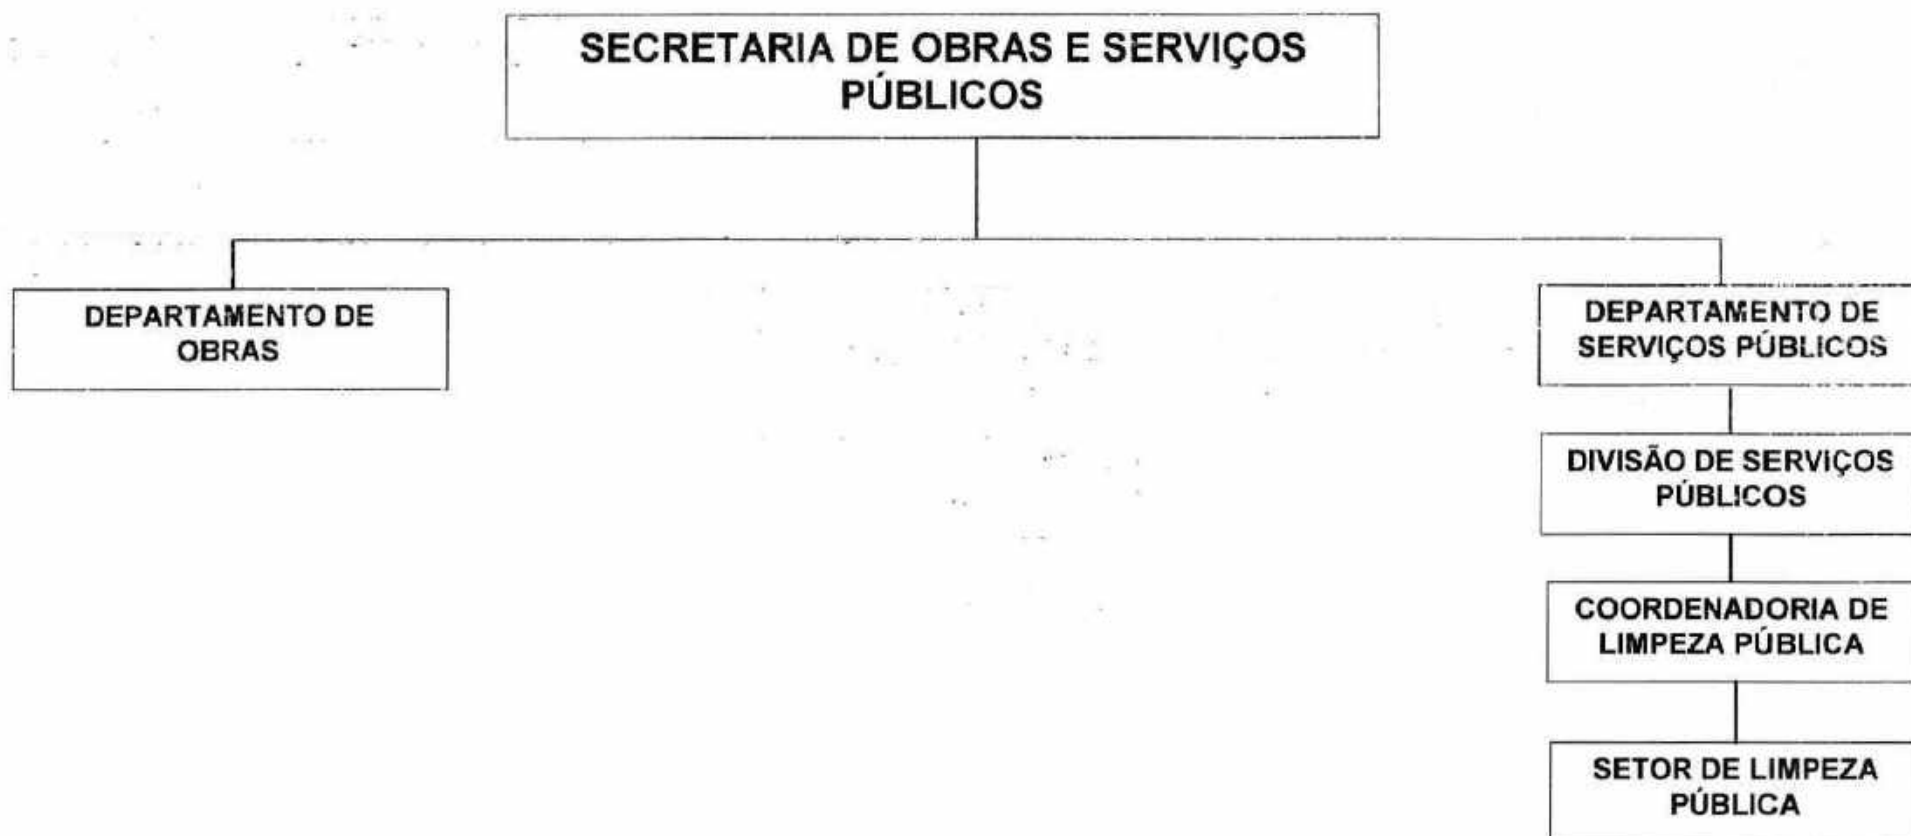 SECRETARIA DE OBRAS E SERVIÇOS
PÚBLICOS
DEPARTAMENTO DE
OBRAS
DEPARTAMENTO DE
SERVIÇOS PÚBLICOS
DIVISÃO DE SERVIÇOS
PÚBLICOS
COORDENADORIA DE
LIMPEZA PÚBLICA
SETOR DE LIMPEZA
PÚBLICA